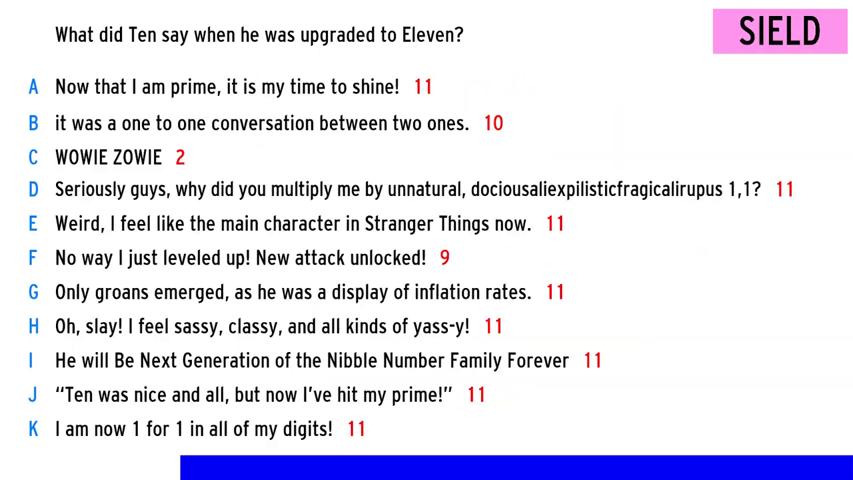 What did Ten say when he was upgraded to Eleven?
SIELD
A Now that I am prime, it is my time to shine! 11
B it was a one to one conversation between two ones. 10
C WOWIE ZOWIE 2
D Seriously guys, why did you multiply me by unnatural, dociousaliexpilisticfragicalirupus 1,1? 11
E Weird, I feel like the main character in Stranger Things now. 11
F No way I just leveled up! New attack unlocked! 9
G Only groans emerged, as he was a display of inflation rates. 11
H Oh, slay! I feel sassy, classy, and all kinds of yass-y! 11
I He will Be Next Generation of the Nibble Number Family Forever 11
J “Ten was nice and all, but now I’ve hit my prime!” 11
K I am now 1 for 1 in all of my digits! 11